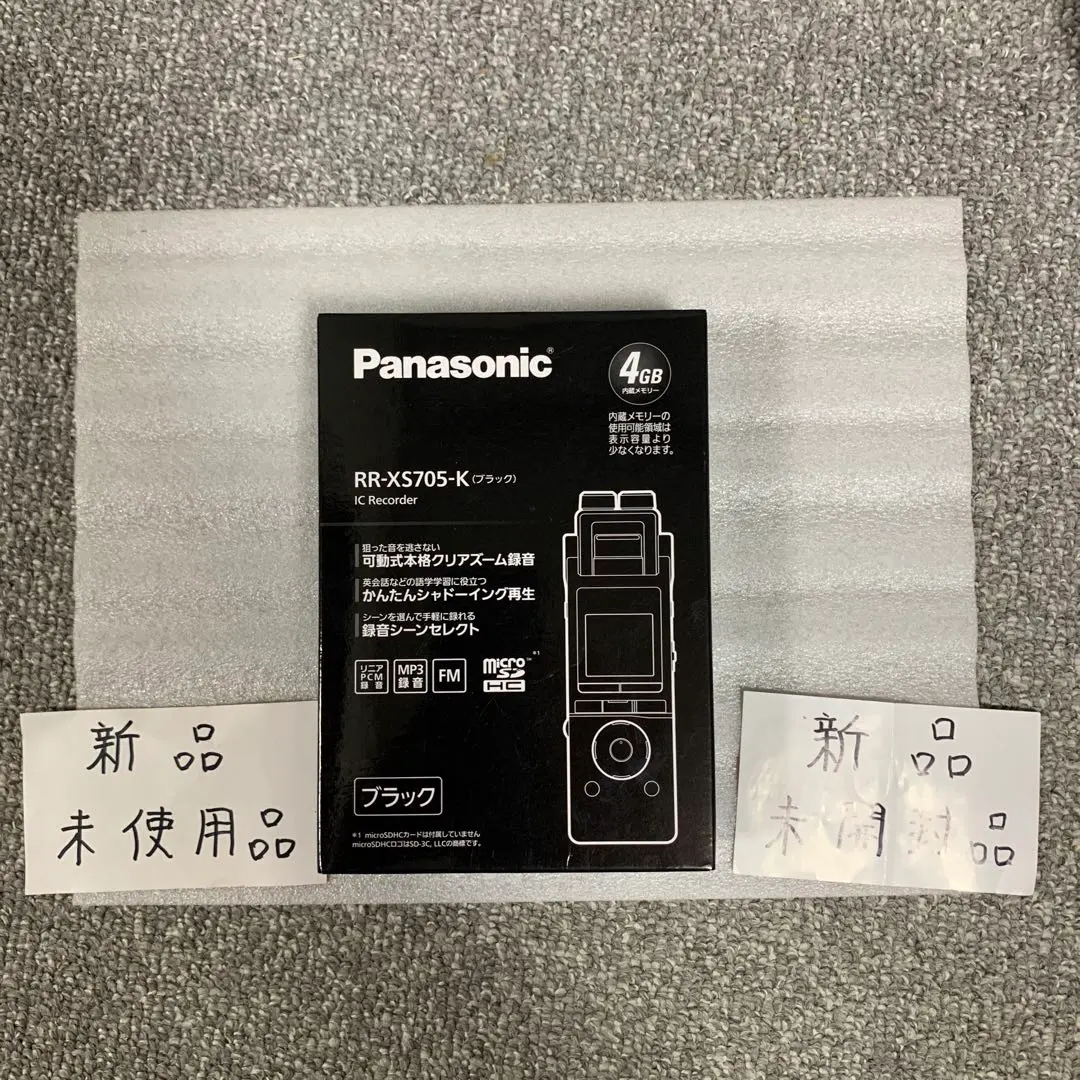 Panasonic®
4GB
内蔵メモリー
内蔵メモリーの
使用可能領域は
表示容量より
少なくなります。
RR-XS705-K(ブラック)
IC Recorder
狙った音を逃さない
可動式本格クリアズーム録音
英会話などの語学学習に役立つ
かんたんシャドーイング再生
シーンを選んで手軽に録れる
録音シーンセレクト
リニア
PCM
録音
MP3
録音
FM
micro
SD
HC
™
*1
ブラック
*1 microSDHCカードは付属していません
microSDHCロゴはSD-3C, LLCの商標です。
新品
未使用品
新品
未開封品